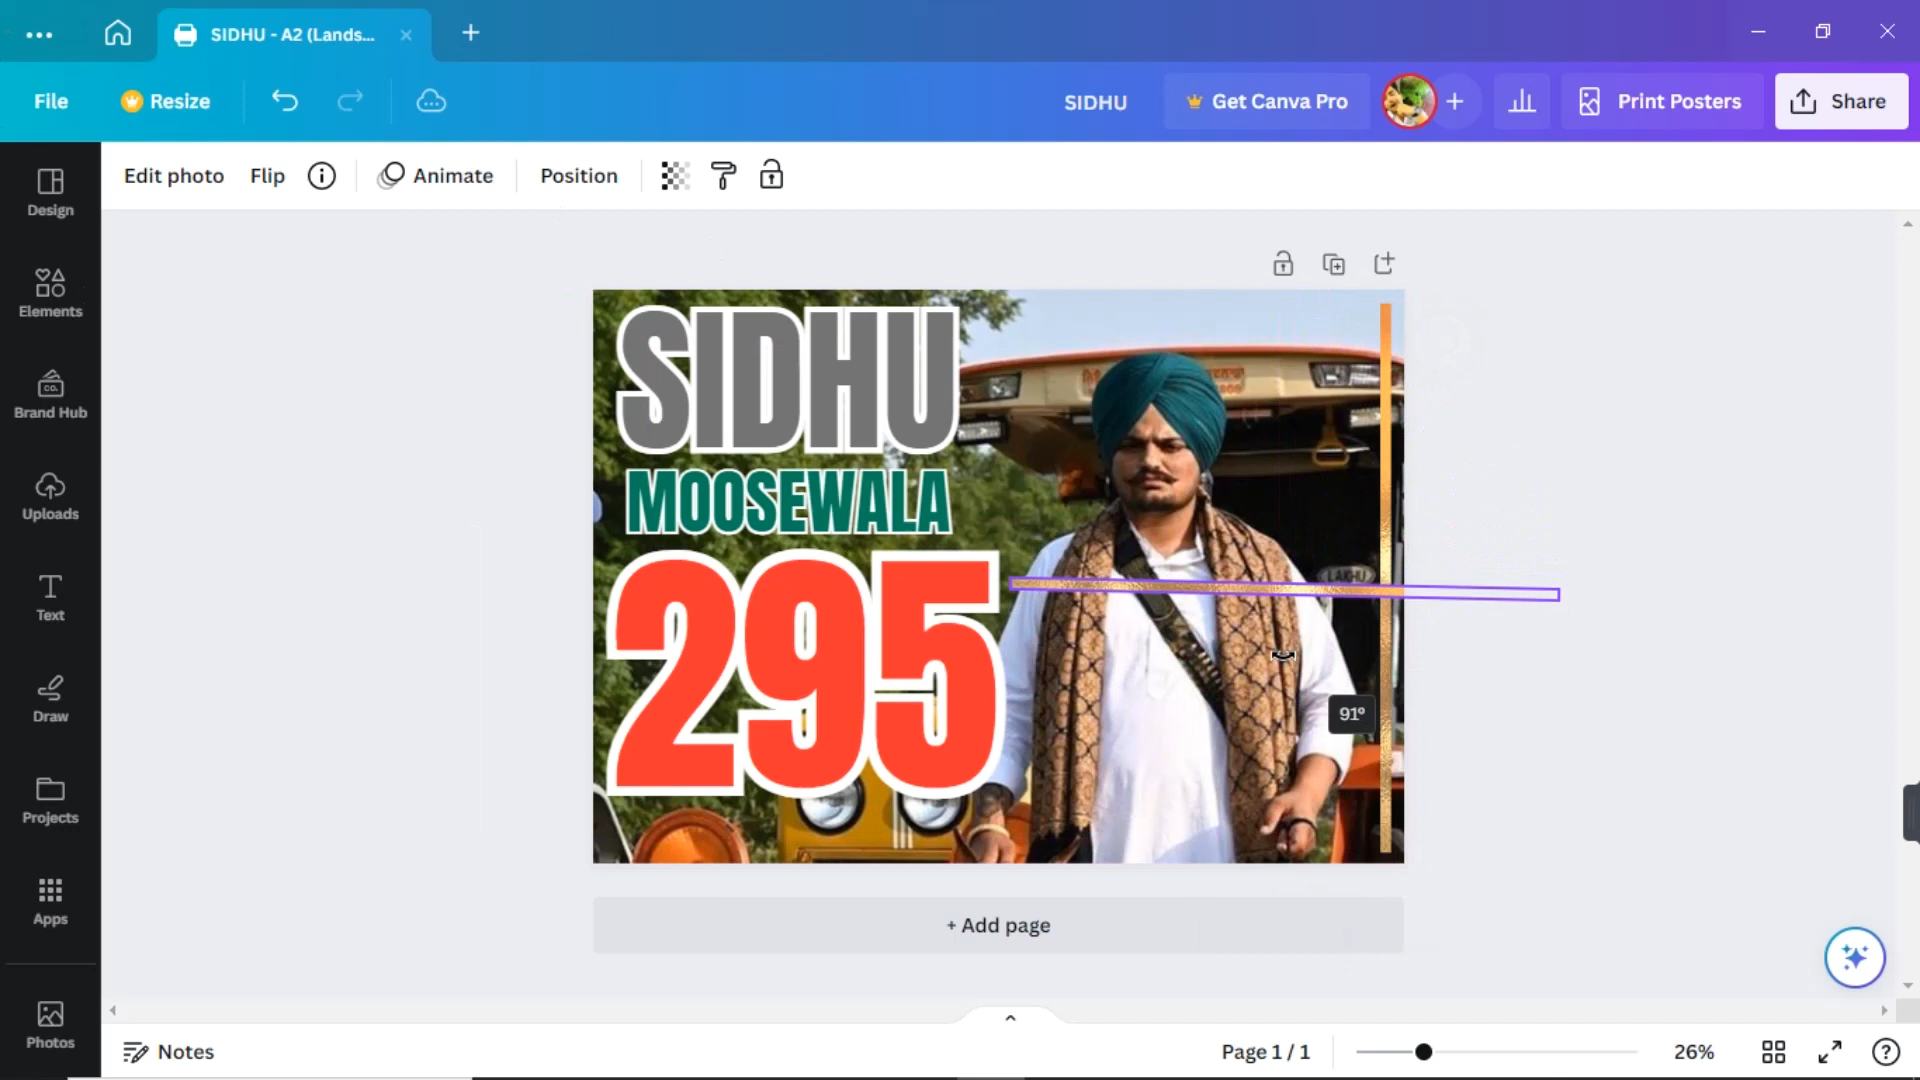 SIDHU - A2 (Lands...
File
Resize
SIDHU
Get Canva Pro
Print Posters
Share
Edit photo
Flip
Animate
Position
Design
Elements
CO.
Brand Hub
Uploads
Text
Draw
Projects
Apps
Photos
SIDHU
MOOSEWALA
295
LAKHU
91°
+ Add page
Notes
Page 1 / 1
26%